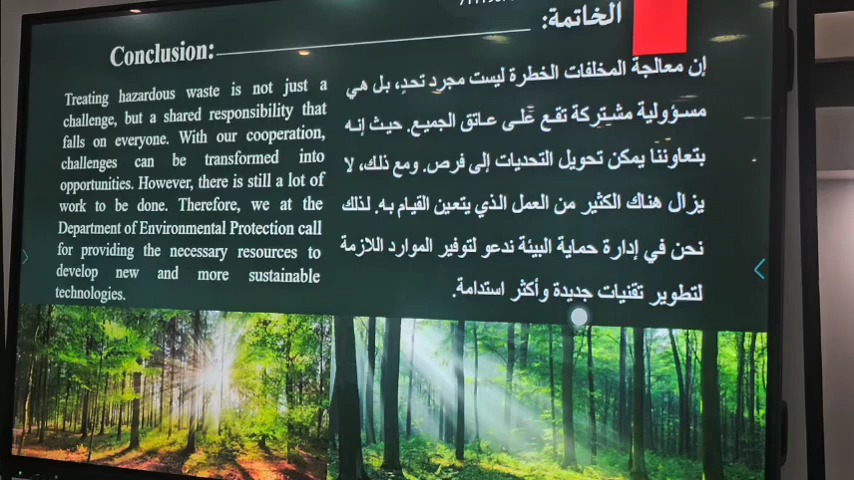 الخاتمة:
Conclusion:
Treating hazardous waste is not just a
challenge, but a shared responsibility that
falls on everyone. With our cooperation,
challenges can be transformed into
opportunities. However, there is still a lot of
work to be done. Therefore, we at the
Department of Environmental Protection call
for providing the necessary resources to
develop new and more sustainable
technologies.
إن معالجة المخلفات الخطرة ليست مجرد تحدٍ، بل هي
مسؤولية مشتركة تقع على عاتق الجميع. حيث إنه
بتعاوننا يمكن تحويل التحديات إلى فرص. ومع ذلك، لا
يزال هناك الكثير من العمل الذي يتعين القيام به. لذلك
نحن في إدارة حماية البيئة ندعو لتوفير الموارد اللازمة
لتطوير تقنيات جديدة وأكثر استدامة.